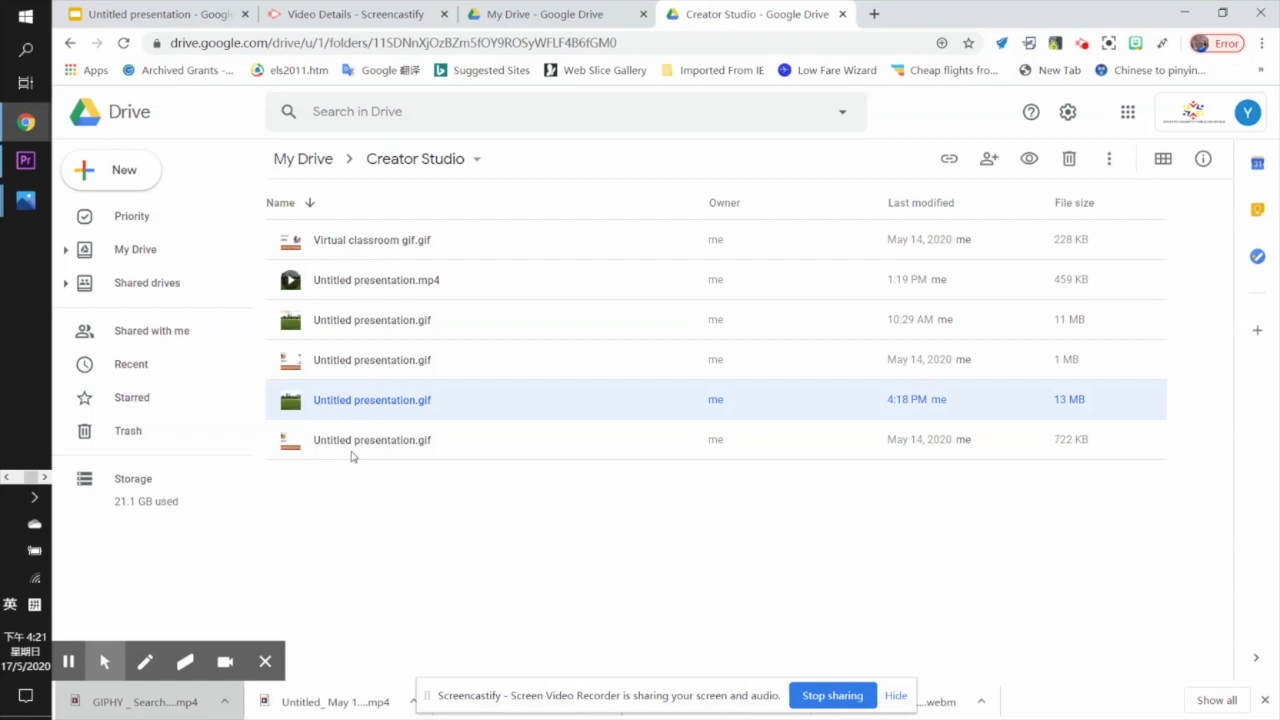 Untitled presentation - Google
Video Details - Screencastify
My Drive - Google Drive
Creator Studio - Google Drive
drive.google.com/drive/u/1/folders/11SDNnXjOzBZm5fOY9kOSyWFLF4B6fGM0
Error
Apps
Archived Grants -...
els2011.htm
Google 翻译
Suggested Sites
Web Slice Gallery
Imported From IE
Low Fare Wizard
Cheap flights fro...
New Tab
Chinese to pinyin,...
Drive
Search in Drive
Y
New
My Drive
Creator Studio
Name
Owner
Last modified
File size
Priority
My Drive
Shared drives
Shared with me
Recent
Starred
Trash
Storage
21.1 GB used
Virtual classroom gif.gif me May 14, 2020 me 228 KB
Untitled presentation.mp4 me 1:19 PM me 459 KB
Untitled presentation.gif me 10:29 AM me 11 MB
Untitled presentation.gif me May 14, 2020 me 1 MB
Untitled presentation.gif me 4:18 PM me 13 MB
Untitled presentation.gif me May 14, 2020 me 722 KB
31
Pr
英 拼
下午 4:21
星期日
17/5/2020
GIPHY _ Search....mp4
Untitled_ May 1....mp4
Screencastify - Screen Video Recorder is sharing your screen and audio.
Stop sharing
Hide
...webm
Show all